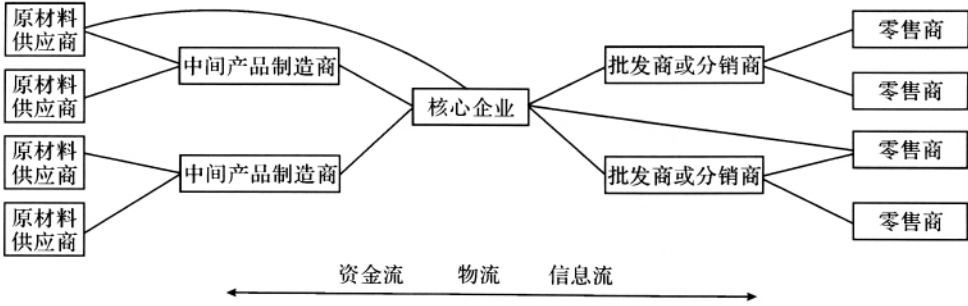 原材料
供应商
中间产品制造商
原材料
供应商
核心企业
原材料
供应商
中间产品制造商
原材料
供应商
批发商或分销商
零售商
零售商
批发商或分销商
零售商
零售商
资金流 物流 信息流